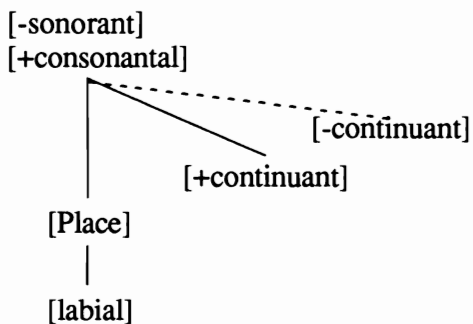 [-sonorant]
[+consonantal]
[-continuant]
[+continuant]
[Place]
[labial]